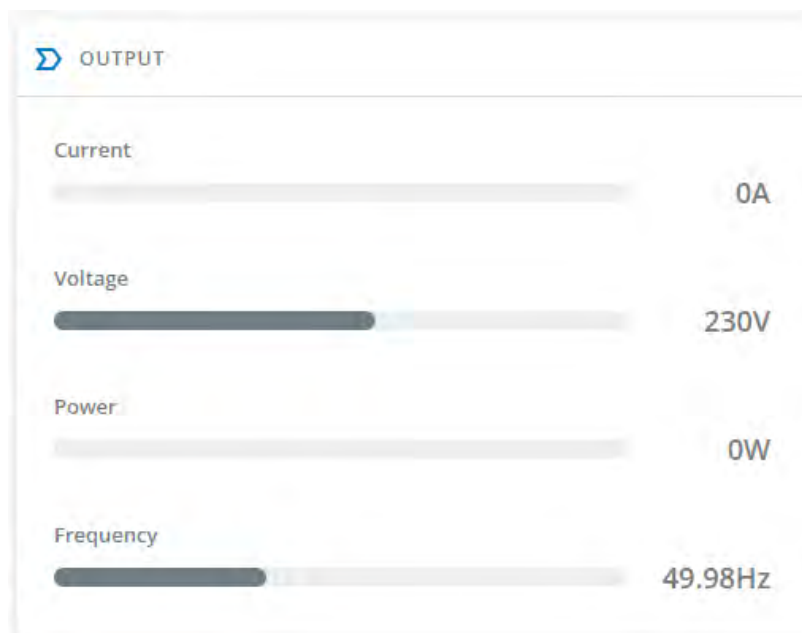 OUTPUT
Current
0A
Voltage
230V
Power
0W
Frequency
49.98Hz